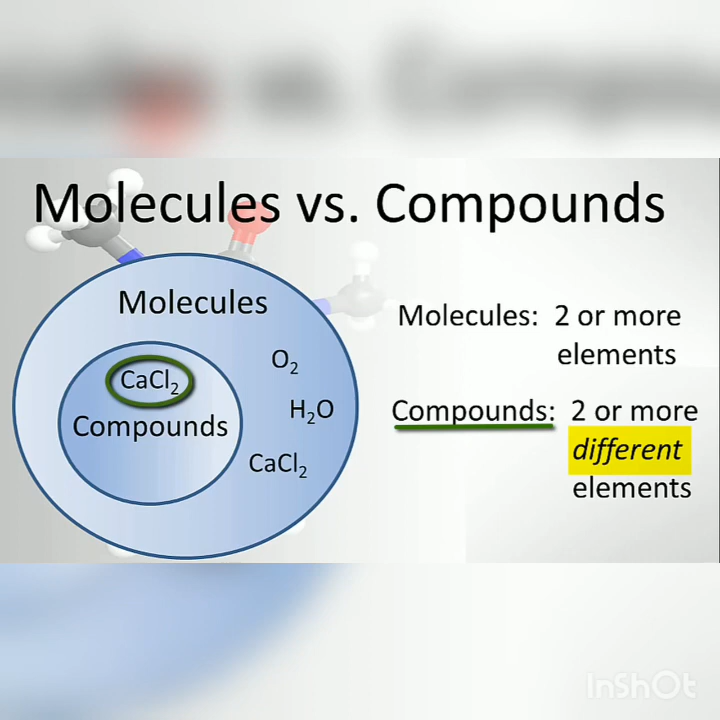 Molecules vs. Compounds
Molecules
CaCl₂
Compounds
O₂
H₂O
CaCl₂
Molecules: 2 or more
elements
Compounds: 2 or more
different
elements
InShOt